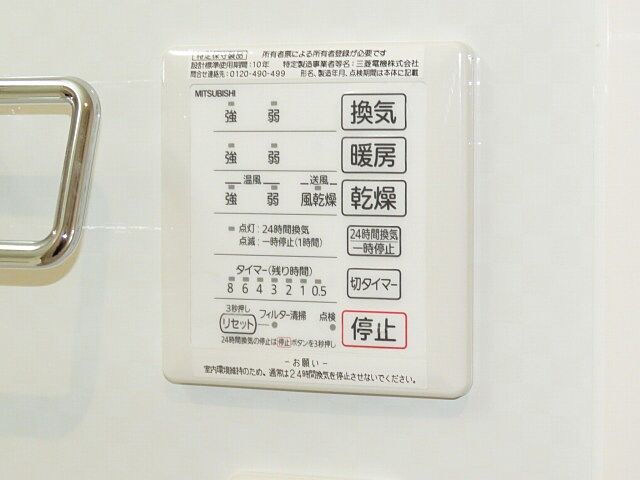 特定保守製品 所有者票による所有者登録が必要です
設計標準使用期間:10年 特定製造事業者等名:三菱電機株式会社
問合せ連絡先:0120-490-499 形名、製造年月、点検期間は本体に記載
MITSUBISHI
強 弱 換気
強 弱 暖房
温風 送風
強 弱 風乾燥 乾燥
点灯:24時間換気
点滅:一時停止(1時間)
24時間換気
一時停止
タイマー(残り時間)
8 6 4 3 2 1 0.5
切タイマー
3秒押し
リセット フィルター清掃 点検
停止
24時間換気の停止は停止ボタンを3秒押し
-お願い-
室内環境維持のため、通常は24時間換気を停止させないでください。